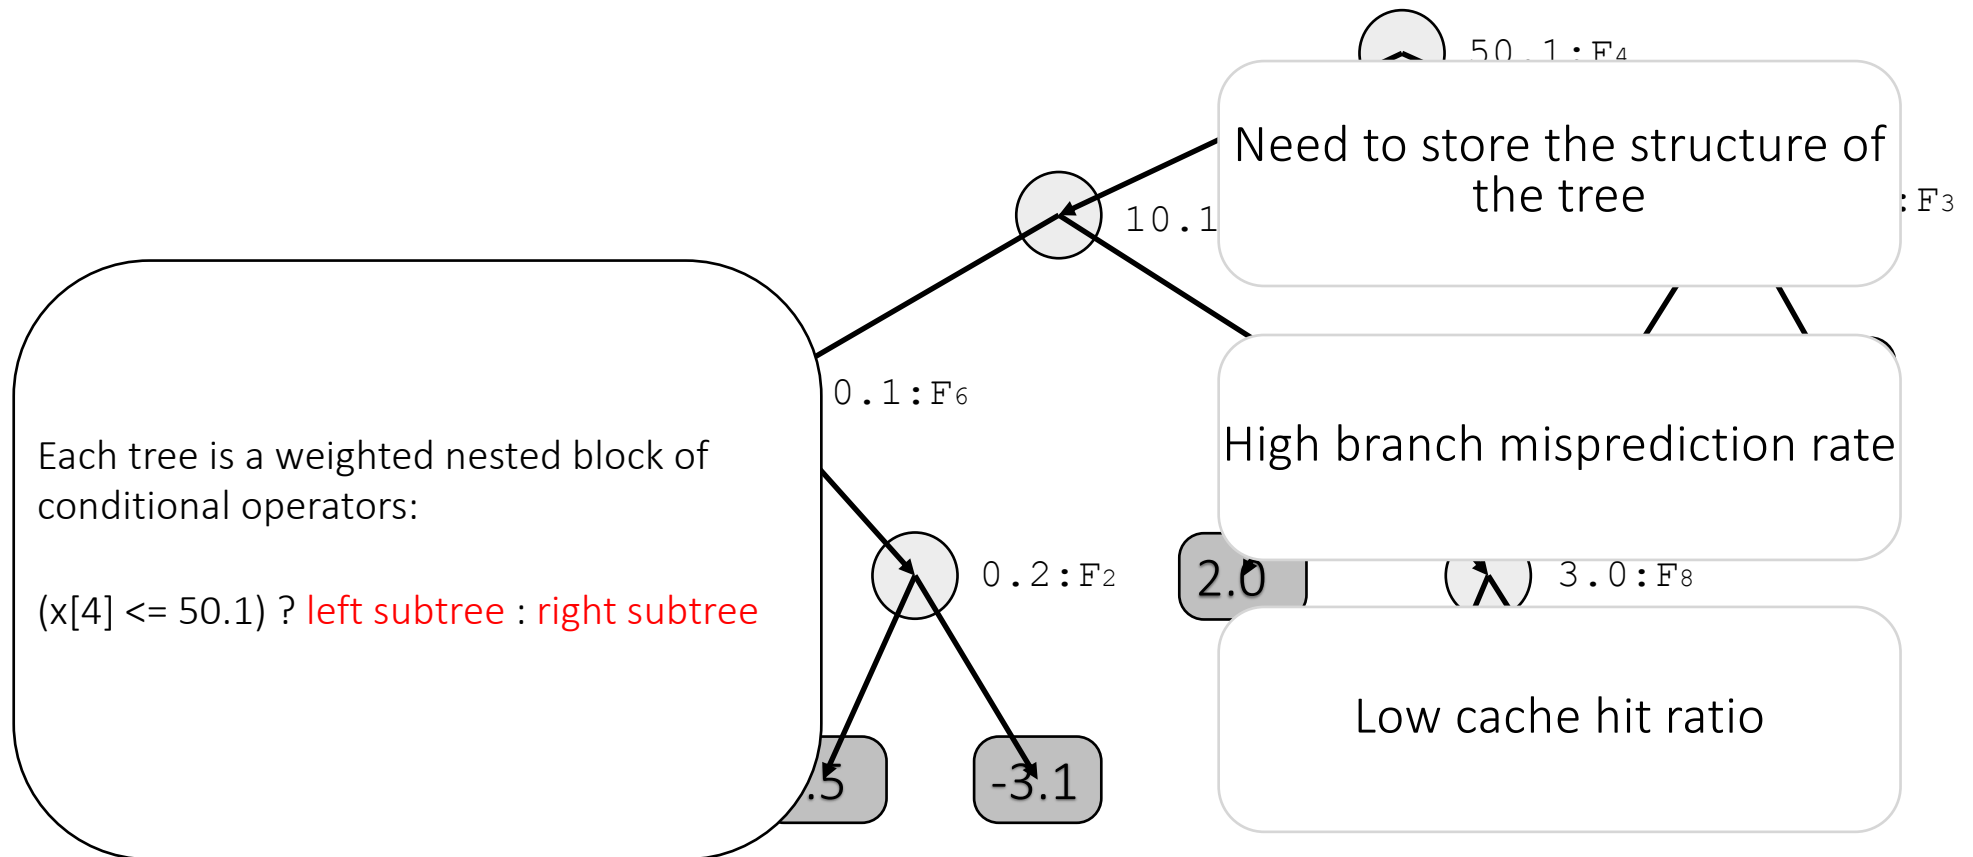 50.1:F4
Need to store the structure of
the tree
10.1
:F3
0.1:F6
High branch misprediction rate
Each tree is a weighted nested block of
conditional operators:
(x[4] <= 50.1) ? left subtree : right subtree
0.2:F2
2.0
3.0:F8
Low cache hit ratio
.5
-3.1